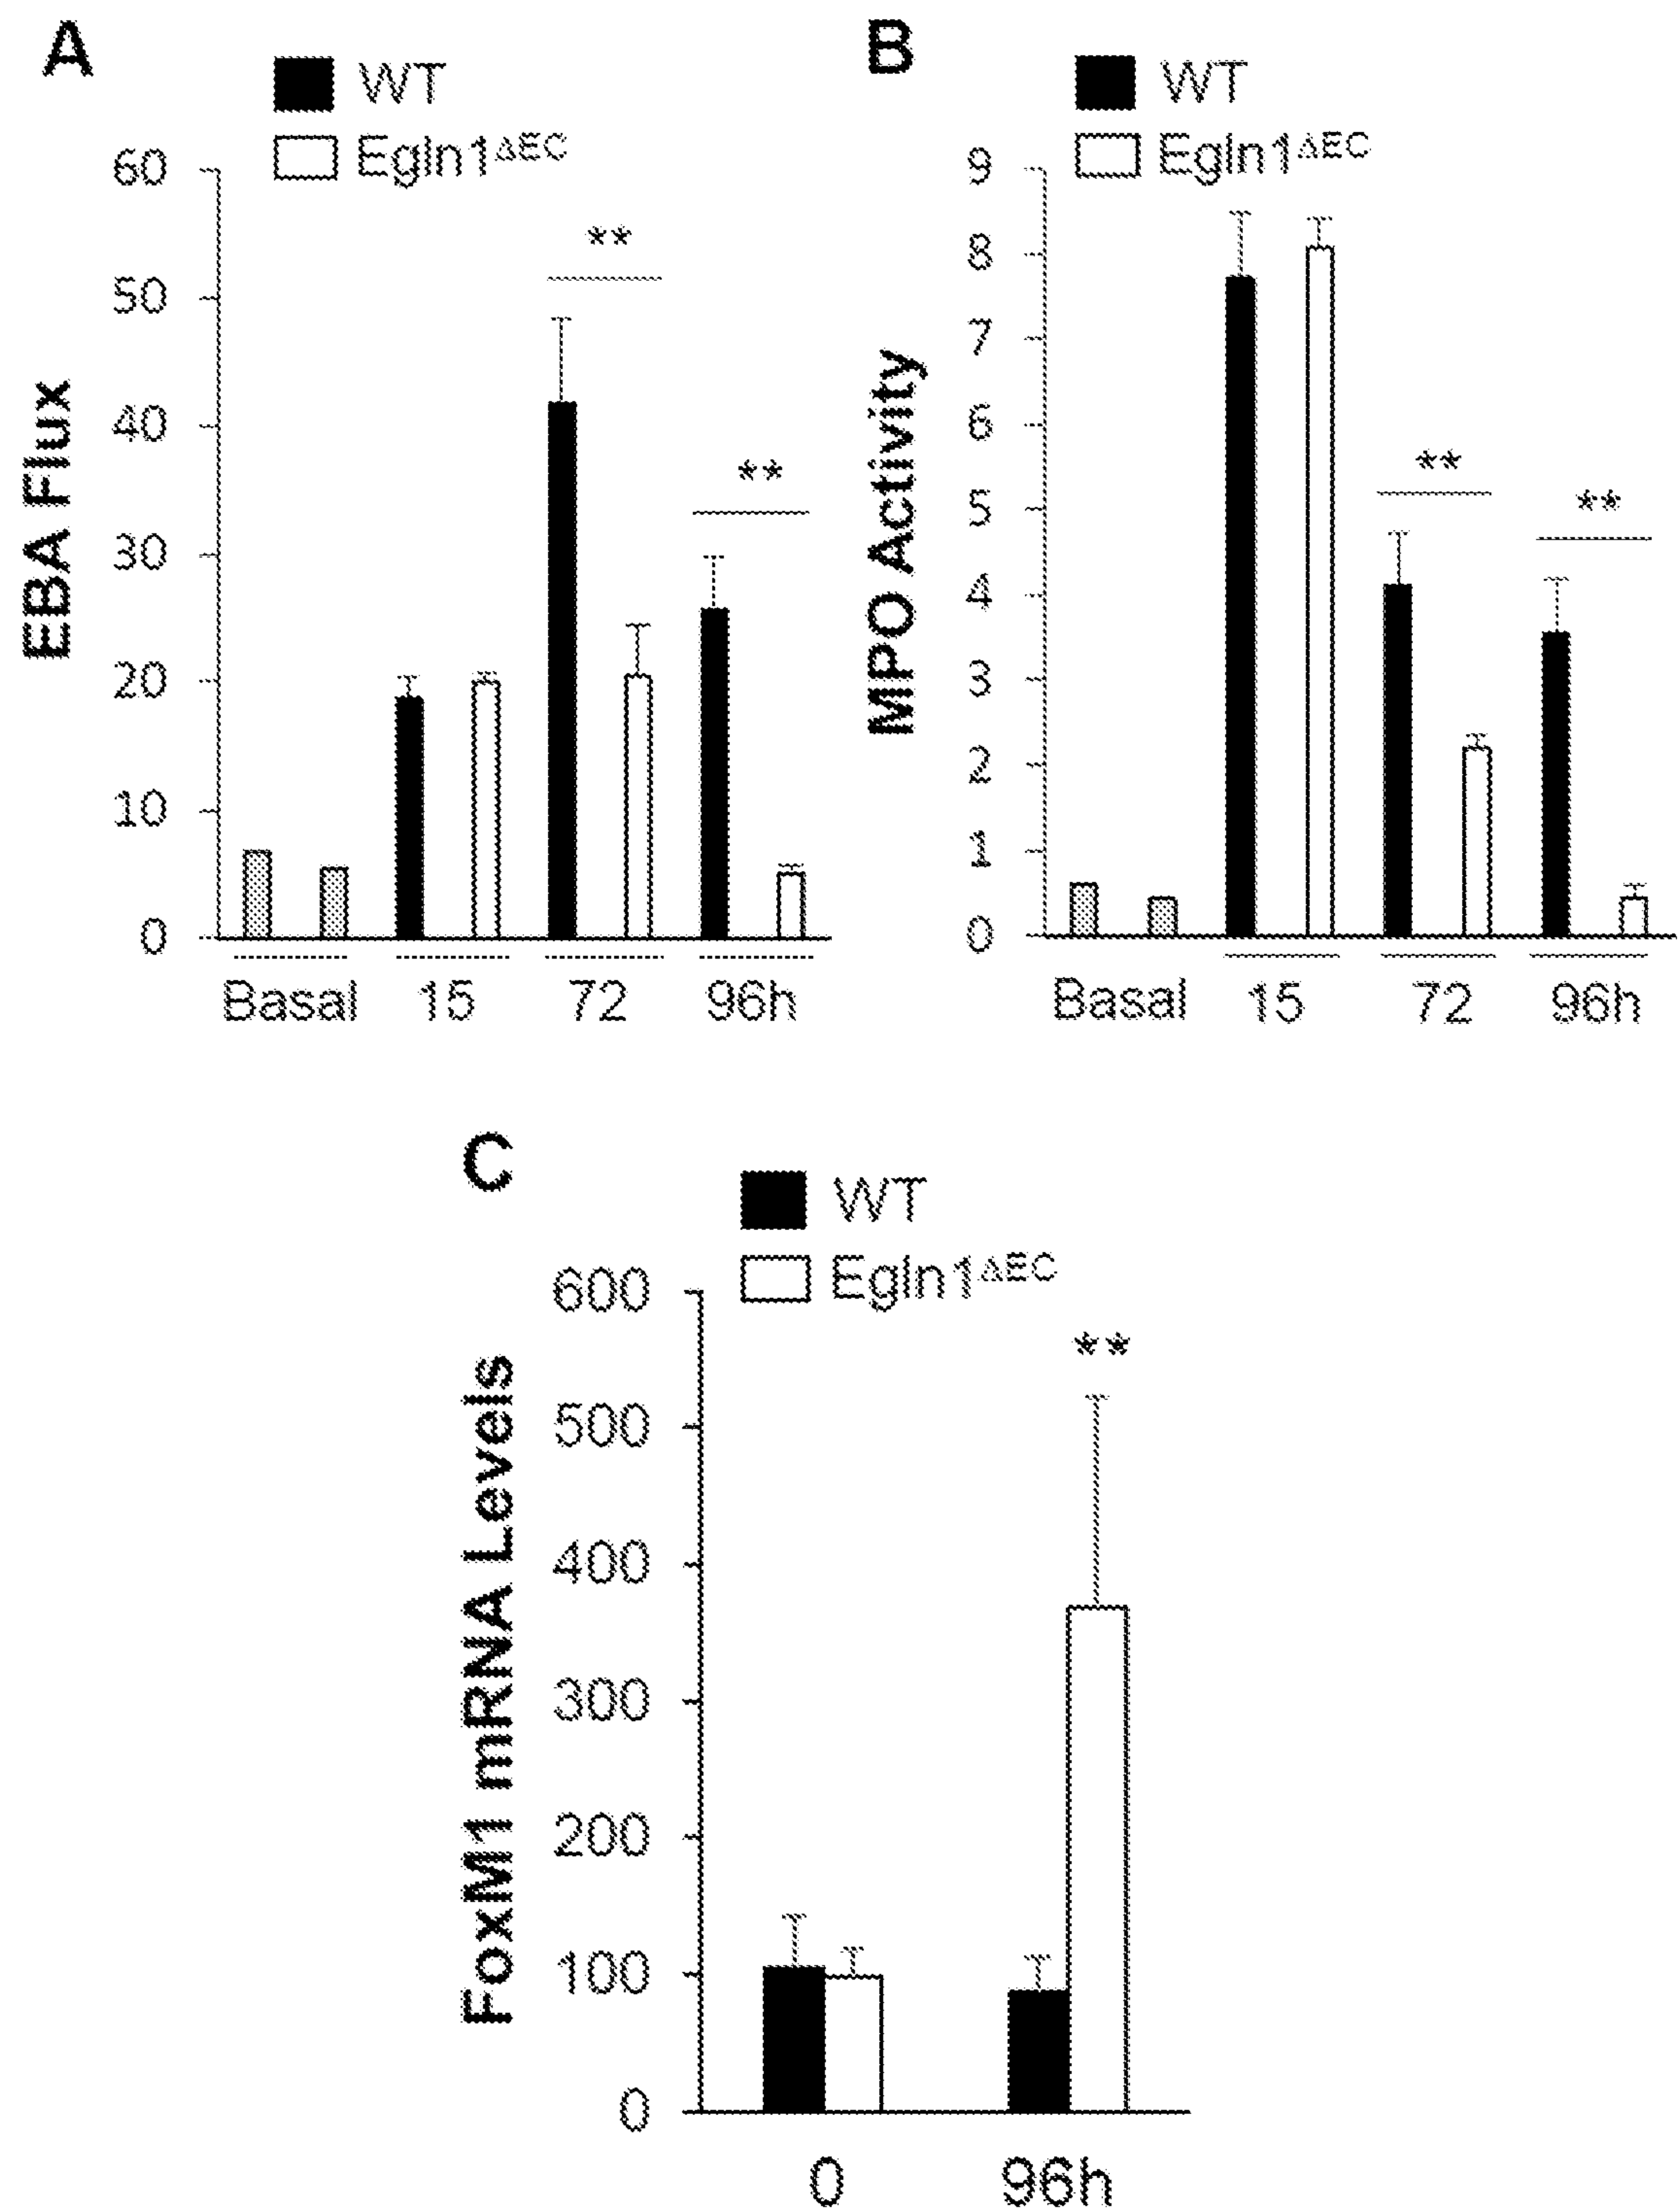 A
WT
Egln1ΔEC
EBA Flux
60
50
40
30
20
10
0
**
**
Basal 15 72 96h
B
WT
Egln1ΔEC
MPO Activity
9
8
7
6
5
4
3
2
1
0
**
**
Basal 15 72 96h
C
WT
Egln1ΔEC
FoxM1 mRNA Levels
600
500
400
300
200
100
0
**
0 96h